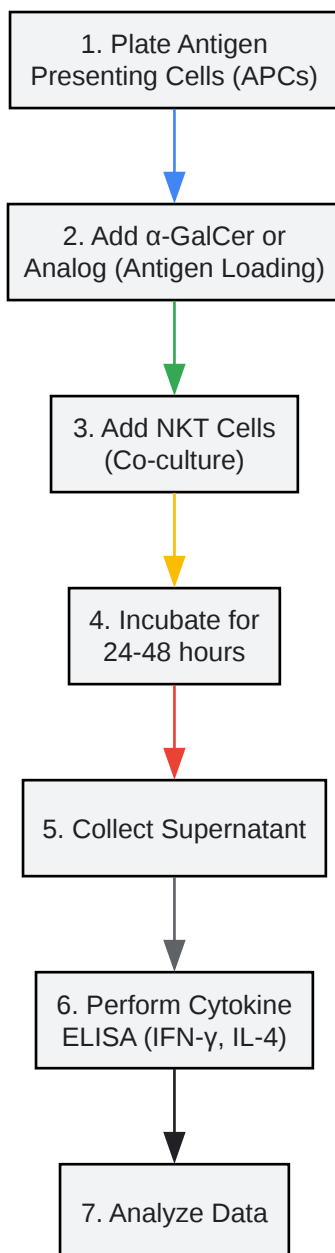 1. Plate Antigen
Presenting Cells (APCs)
2. Add α-GalCer or
Analog (Antigen Loading)
3. Add NKT Cells
(Co-culture)
4. Incubate for
24-48 hours
5. Collect Supernatant
6. Perform Cytokine
ELISA (IFN-γ, IL-4)
7. Analyze Data